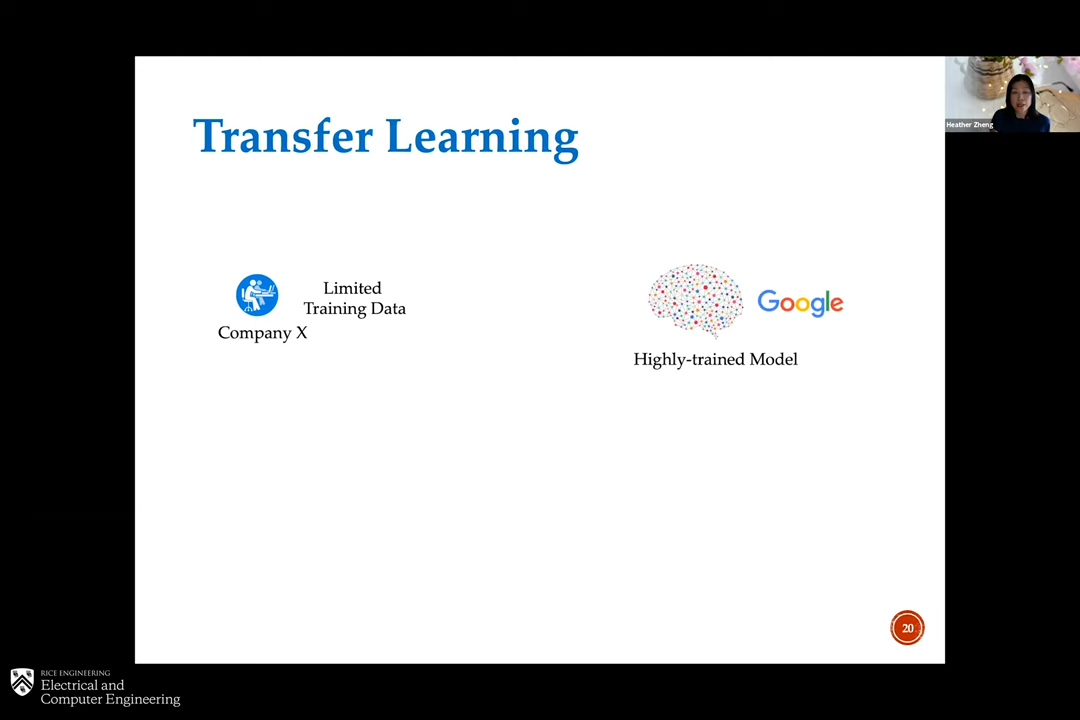 Transfer Learning
Heather Zheng
Limited
Training Data
Company X
Google
Highly-trained Model
20
RICE ENGINEERING
Electrical and
Computer Engineering